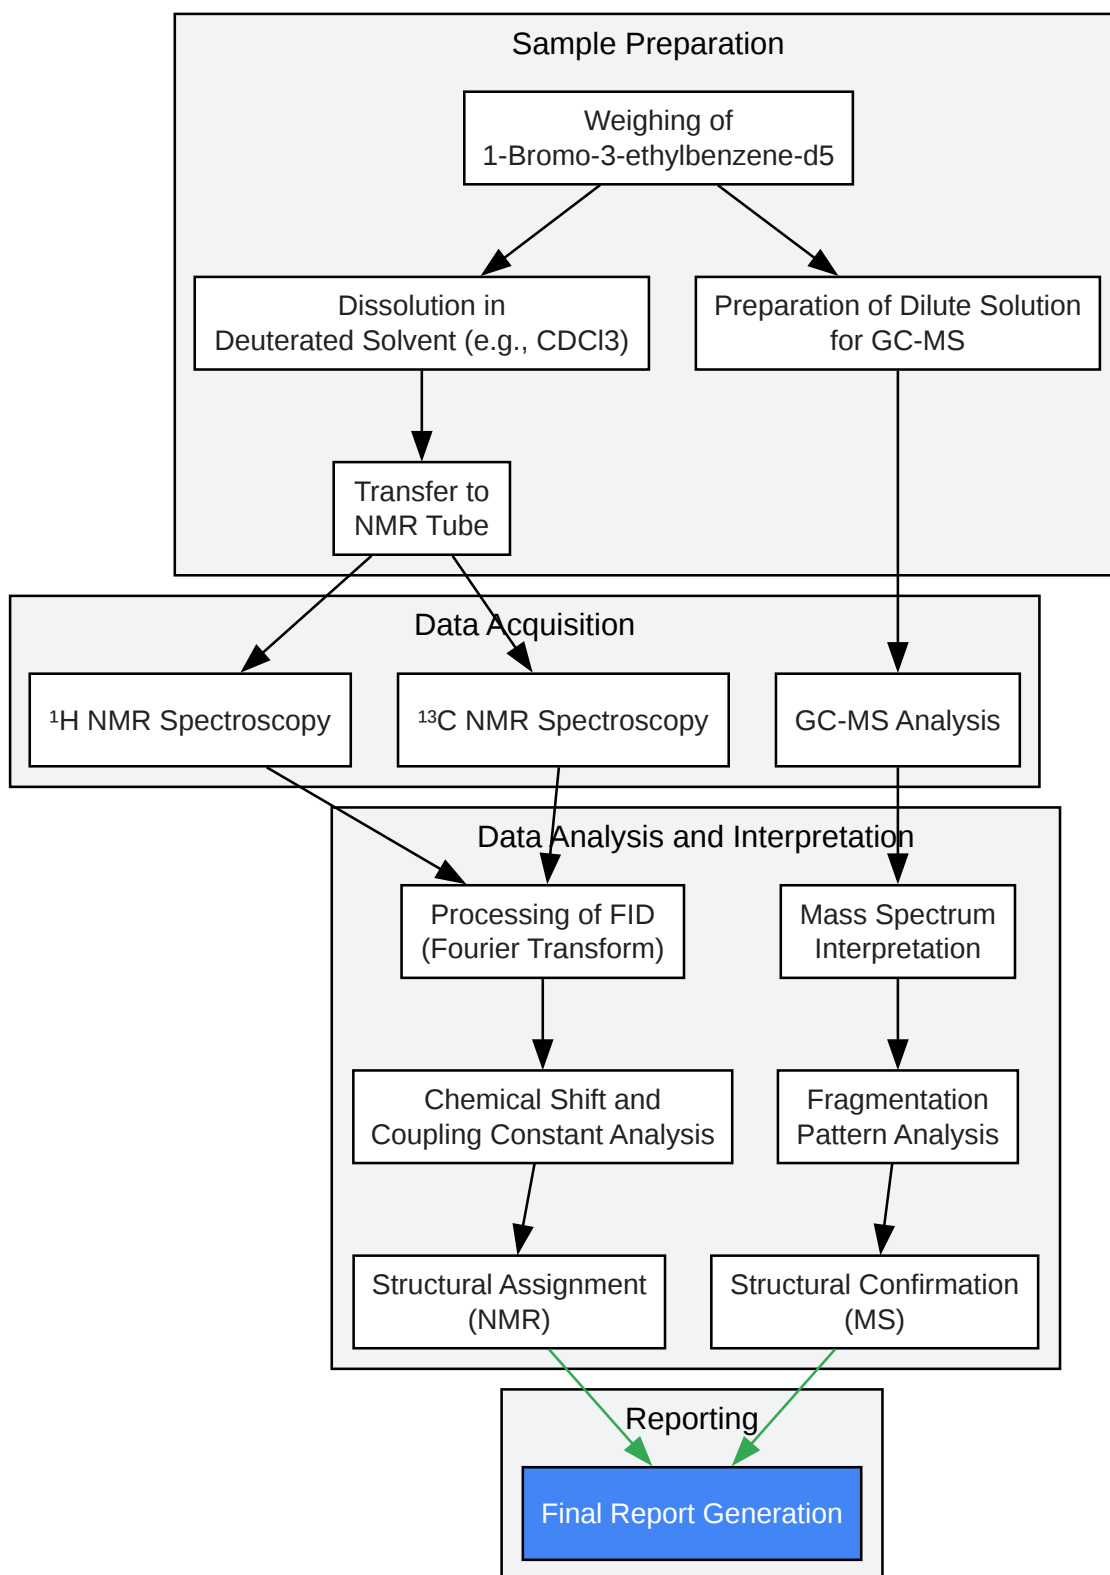 Sample Preparation
Weighing of
1-Bromo-3-ethylbenzene-d5
Dissolution in
Deuterated Solvent (e.g., CDCl3)
Preparation of Dilute Solution
for GC-MS
Transfer to
NMR Tube
Data Acquisition
¹H NMR Spectroscopy
¹³C NMR Spectroscopy
GC-MS Analysis
Data Analysis and Interpretation
Processing of FID
(Fourier Transform)
Mass Spectrum
Interpretation
Chemical Shift and
Coupling Constant Analysis
Fragmentation
Pattern Analysis
Structural Assignment
(NMR)
Structural Confirmation
(MS)
Reporting
Final Report Generation